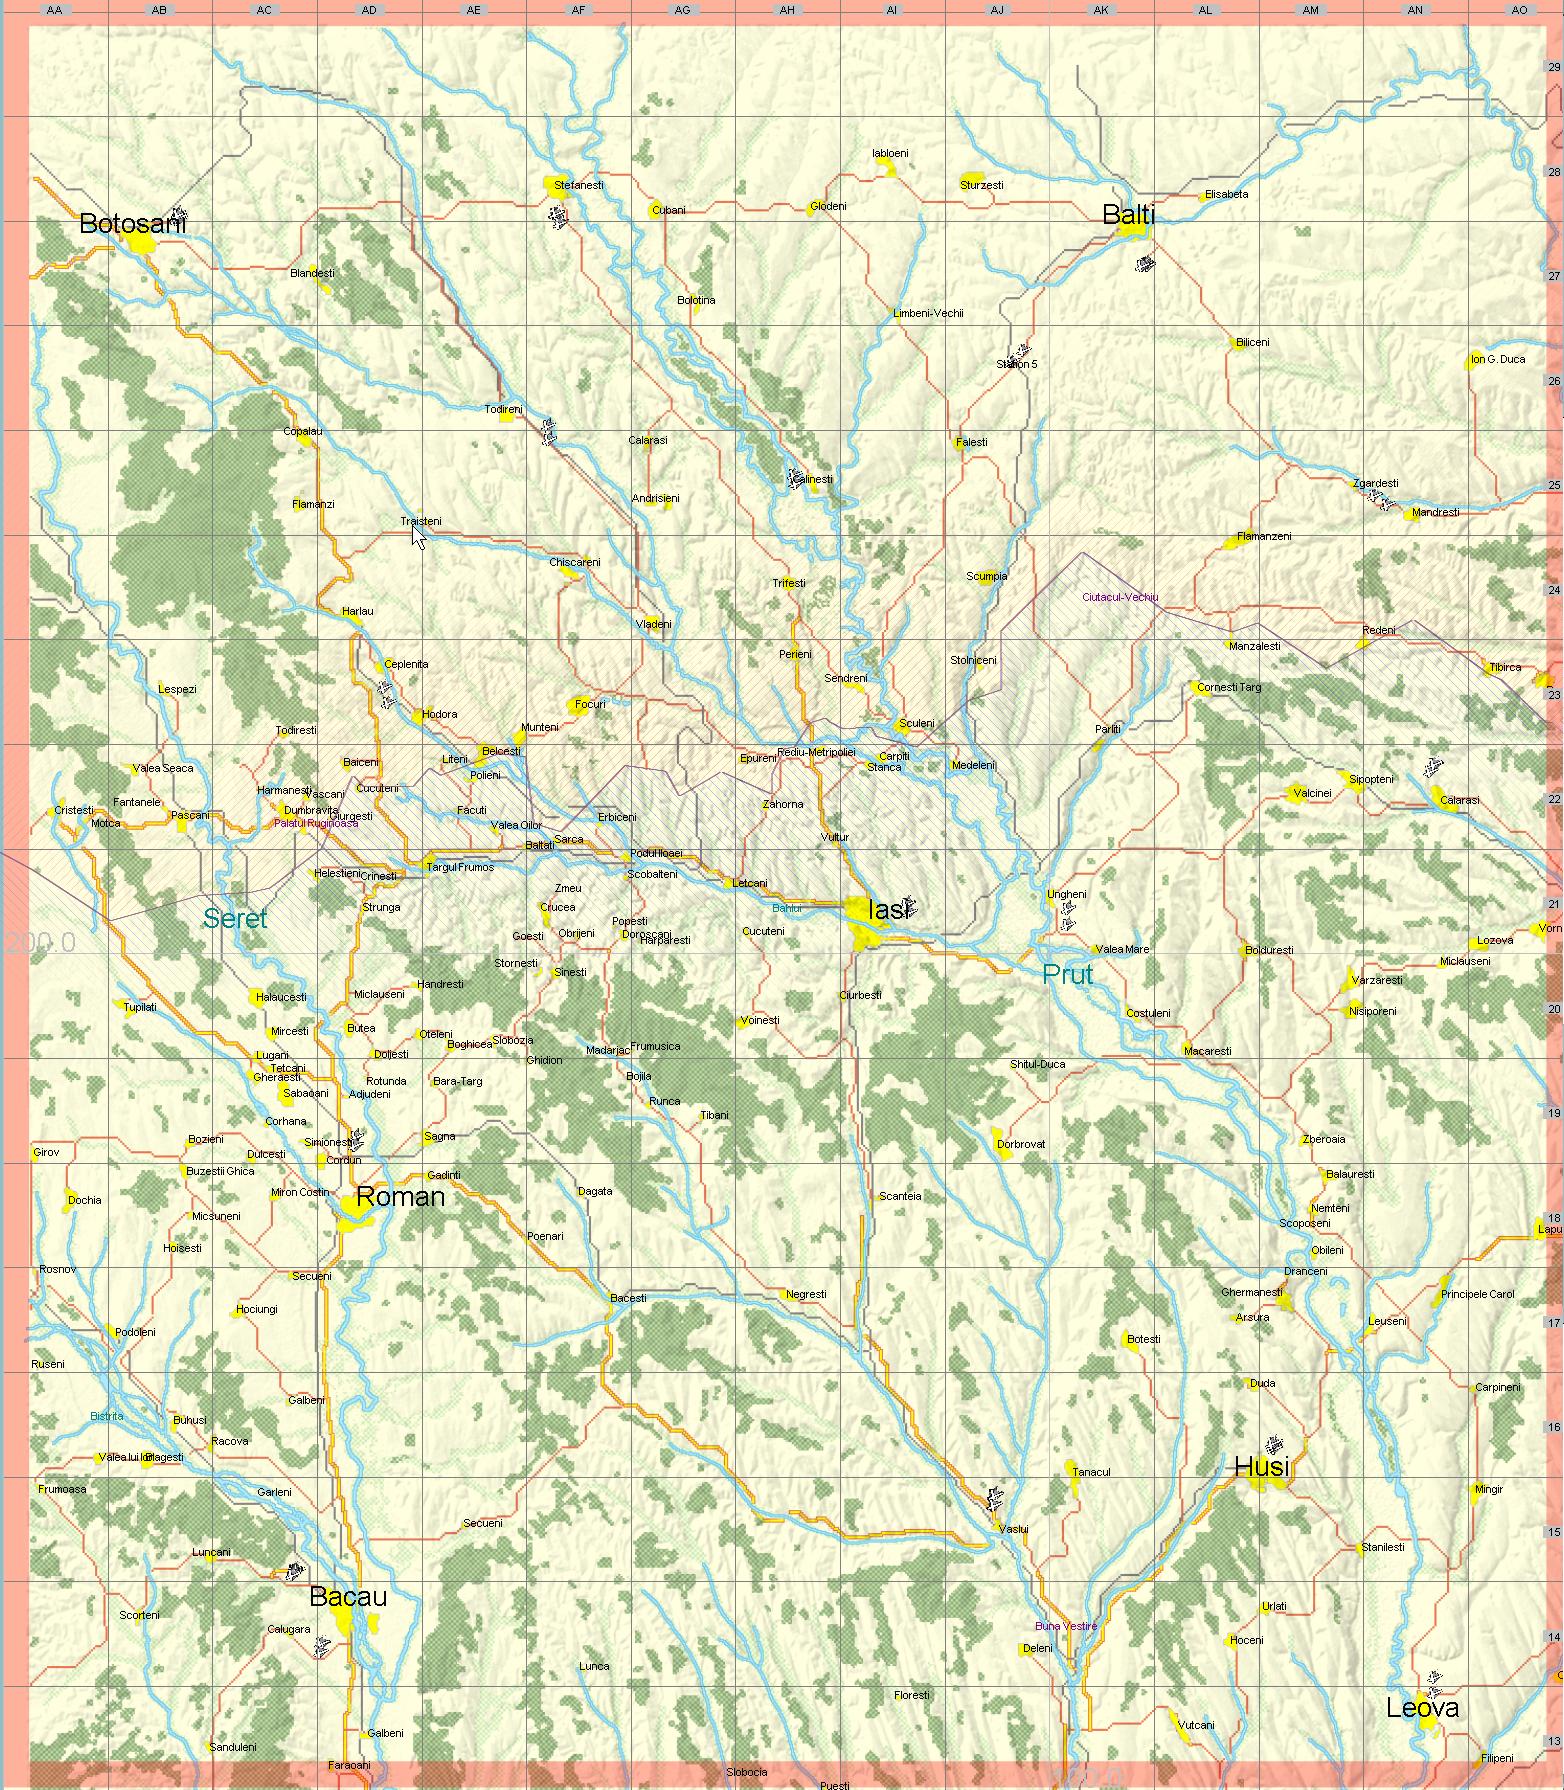 AA AB AC AD AE AF AG AH AI AJ AK AL AM AN AO
29
Iabloeni
28
Stefanesti
Sturzesti
Elisabeta
Cubani
Glodeni
Botosani
Balti
Blandesti
27
Bolotina
Limbeni-Vechii
Biliceni
Station 5
Ion G. Duca
26
Todireni
Copalau
Calarasi
Falesti
Zgardesti
25
Andrisieni
Flamanzi
Mandresti
Traisteni
Flamanzeni
Chiscareni
Scumpia
Trifesti
24
Ciutacul-Vechiu
Harlau
Vladeni
Redeni
Manzalesti
Perieni
Stolniceni
Ceplenita
Tibirca
Sendreni
Lespezi
Cornesti Targ
23
Focuri
Hodora
Sculeni
Todiresti
Munteni
Parliti
Belcesti
Rediu-Metripoliei
Liteni
Epureni
Carpiti
Baiceni
Valea Seaca
Stanca
Medeleni
Polieni
Sipopteni
Cucuteni
Harmanesti
Vascani
Valcinei
Fantanele
Zahorna
Calarasi
22
Cristesti
Dumbravita
Facuti
Pascani
Giurgesti
Erbiceni
Motca
Palatul Ruginoasa
Valea Oilor
Sarca
Vultur
Baltati
Podul Iloaei
Targul Frumos
Helestieni
Crinesti
Scobalteni
Letcani
Zmeu
Ungheni
Strunga
Crucea
Bahlui
Iasi
21
Seret
Popesti
Vorn
Goesti
Obrijeni
Doroscani
Cucuteni
200.0
Harparesti
Lozova
Valea Mare
Bolduresti
Stornesti
Miclauseni
Sinesti
Prut
Handresti
Varzaresti
Miclauseni
Ciurbesti
Halaucesti
Tupilati
Nisiporeni
20
Costuleni
Voinesti
Butea
Mircesti
Oteleni
Slobozia
Boghicea
Madarjac
Frumusica
Macaresti
Lugani
Doljesti
Ghidion
Shitul-Duca
Tetcani
Gheraesti
Bojila
Rotunda
Bara-Targ
Sabaoani
Adjudeni
Runca
19
Tibani
Corhana
Sagna
Bozieni
Simionesti
Zberoaia
Dorbrovat
Girov
Dulcesti
Cordun
Buzestii Ghica
Gadinti
Balauresti
Miron Costin
Dagata
Roman
Scanteia
Dochia
Nemteni
Micsuneni
Scoposeni
18
Lapu
Poenari
Hoisesti
Obileni
Rosnov
Dranceni
Secueni
Ghermanesti
Negresti
Principele Carol
Bacesti
Hociungi
Arsura
Leuseni
17
Podoleni
Botesti
Ruseni
Duda
Carpineni
Galbeni
Bistrita
Buhusi
16
Racova
Valea lui Ion
Blagesti
Husi
Tanacul
Frumoasa
Garleni
Mingir
Secueni
Vaslui
15
Stanilesti
Luncani
Bacau
Urlati
Scorteni
Buna Vestire
Calugara
14
Hoceni
Deleni
Lunca
Floresti
Leova
Vutcani
Galbeni
13
Sanduleni
Filipeni
Faraoahi
Slobocia
Puesti